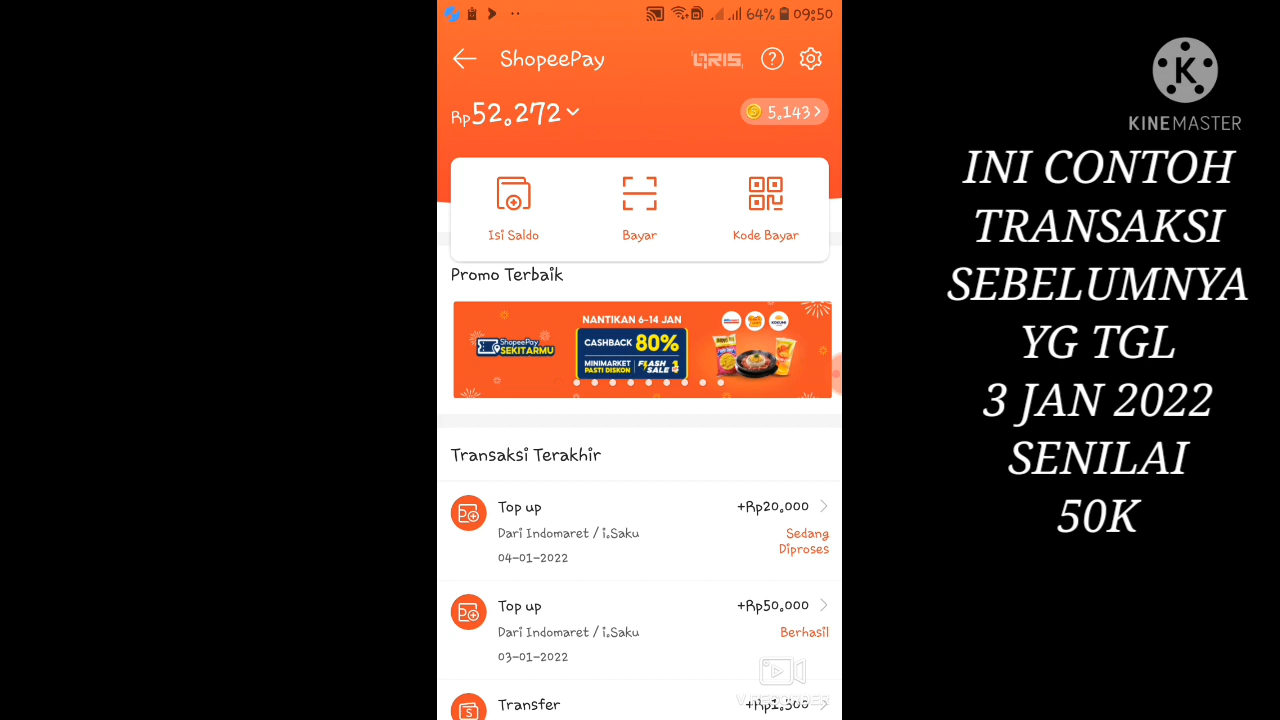 64% 09:50
ShopeePay
QRIS
Rp52.272
5.143
Isi Saldo
Bayar
Kode Bayar
Promo Terbaik
NANTIKAN 6-14 JAN
ShopeePay
SEKITARMU
CASHBACK 80%
MINIMARKET
PASTI DISKON
FLASH
SALE
Transaksi Terakhir
Top up
+Rp20.000
Dari Indomaret / i.Saku
Sedang
Diproses
04-01-2022
Top up
+Rp50.000
Dari Indomaret / i.Saku
Berhasil
03-01-2022
Transfer
+Rp1.500
V RECORDER
K
KINEMASTER
INI CONTOH
TRANSAKSI
SEBELUMNYA
YG TGL
3 JAN 2022
SENILAI
50K